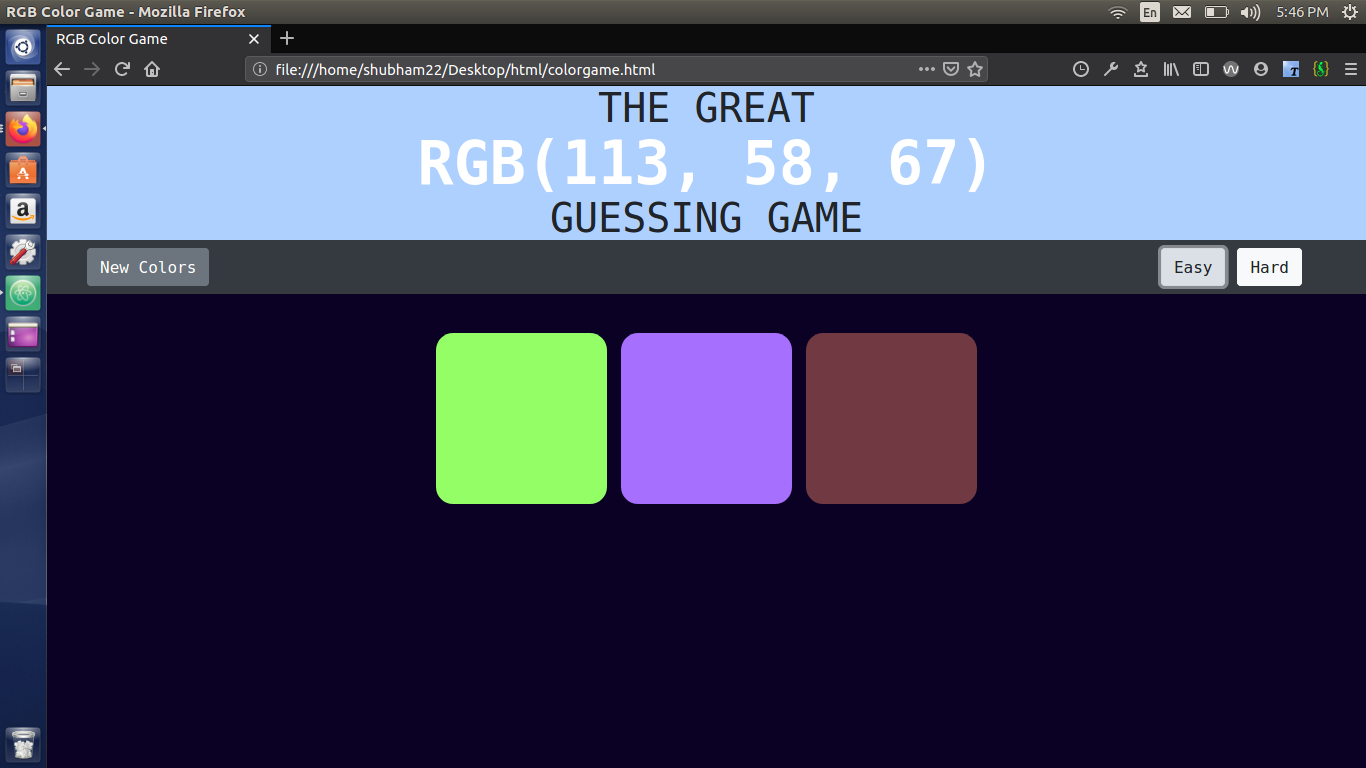 RGB Color Game - Mozilla Firefox
En
5:46 PM
RGB Color Game
file:///home/shubham22/Desktop/html/colorgame.html
THE GREAT
RGB(113, 58, 67)
GUESSING GAME
New Colors
Easy
Hard